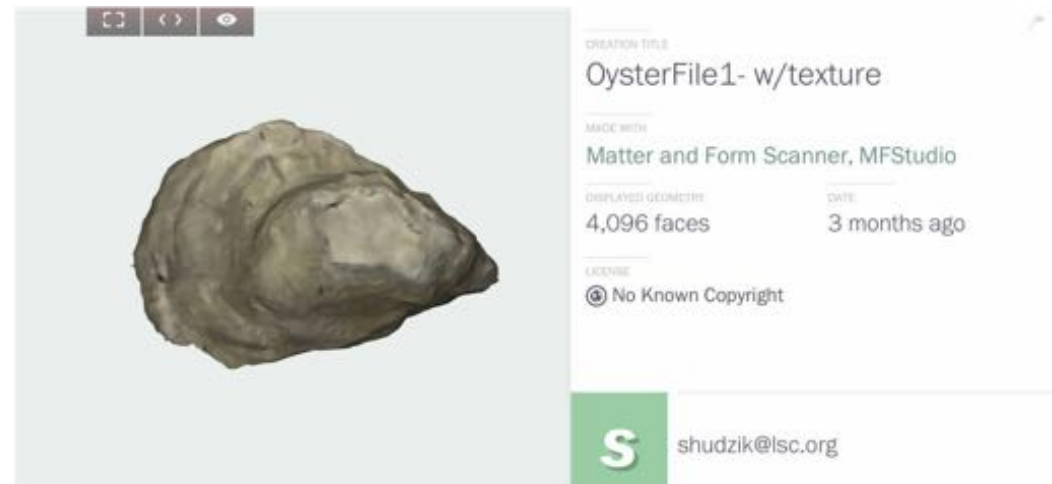 CREATION TITLE
OysterFile1- w/texture
MADE WITH
Matter and Form Scanner, MFStudio
DISPLAYED GEOMETRY
4,096 faces
DATE
3 months ago
LICENSE
No Known Copyright
S
shudzik@lsc.org